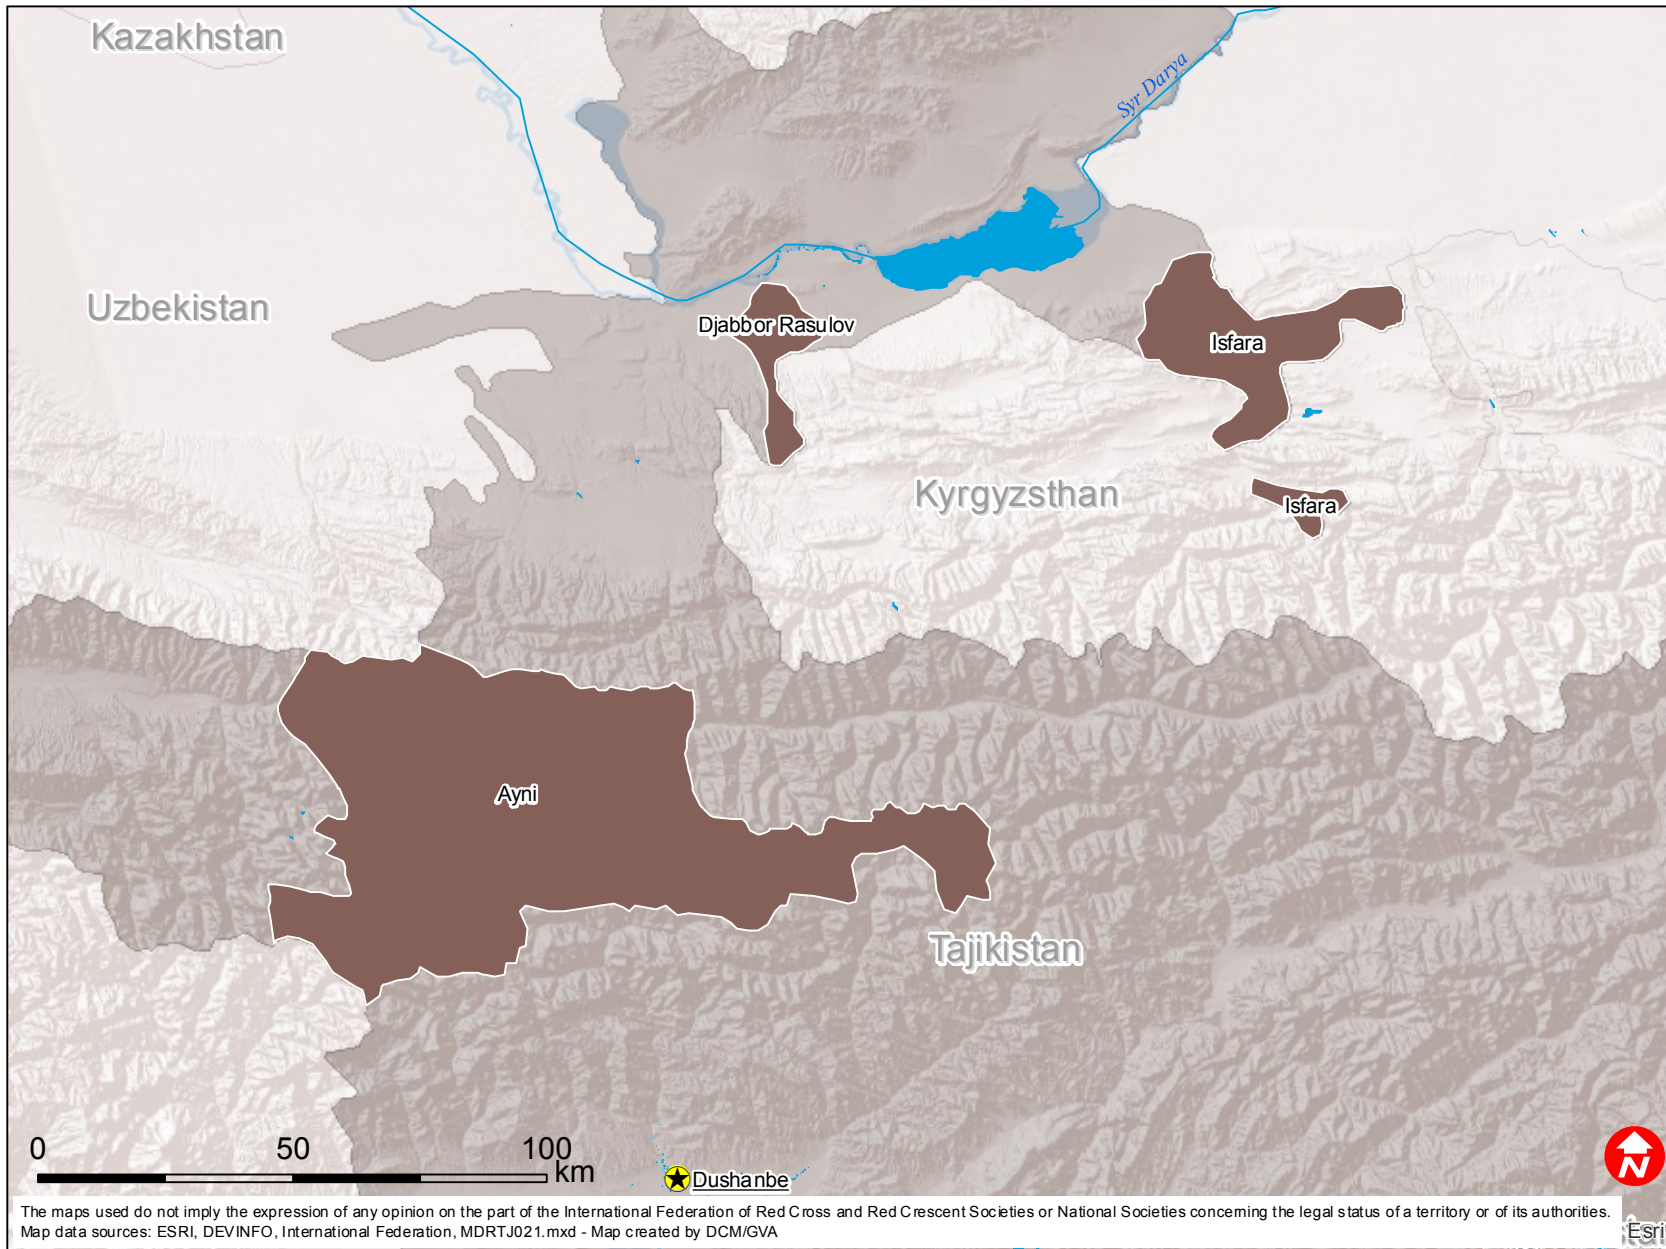 Kazakhstan
Syr Darya
Uzbekistan
Djabbor Rasulov
Isfara
Kyrgyzsthan
Isfara
Ayni
Tajikistan
0 50 100
km
Dushanbe
N
The maps used do not imply the expression of any opinion on the part of the International Federation of Red Cross and Red Crescent Societies or National Societies concerning the legal status of a territory or of its authorities.
Map data sources: ESRI, DEVINFO, International Federation, MDRTJ021.mxd - Map created by DCM/GVA
Esri